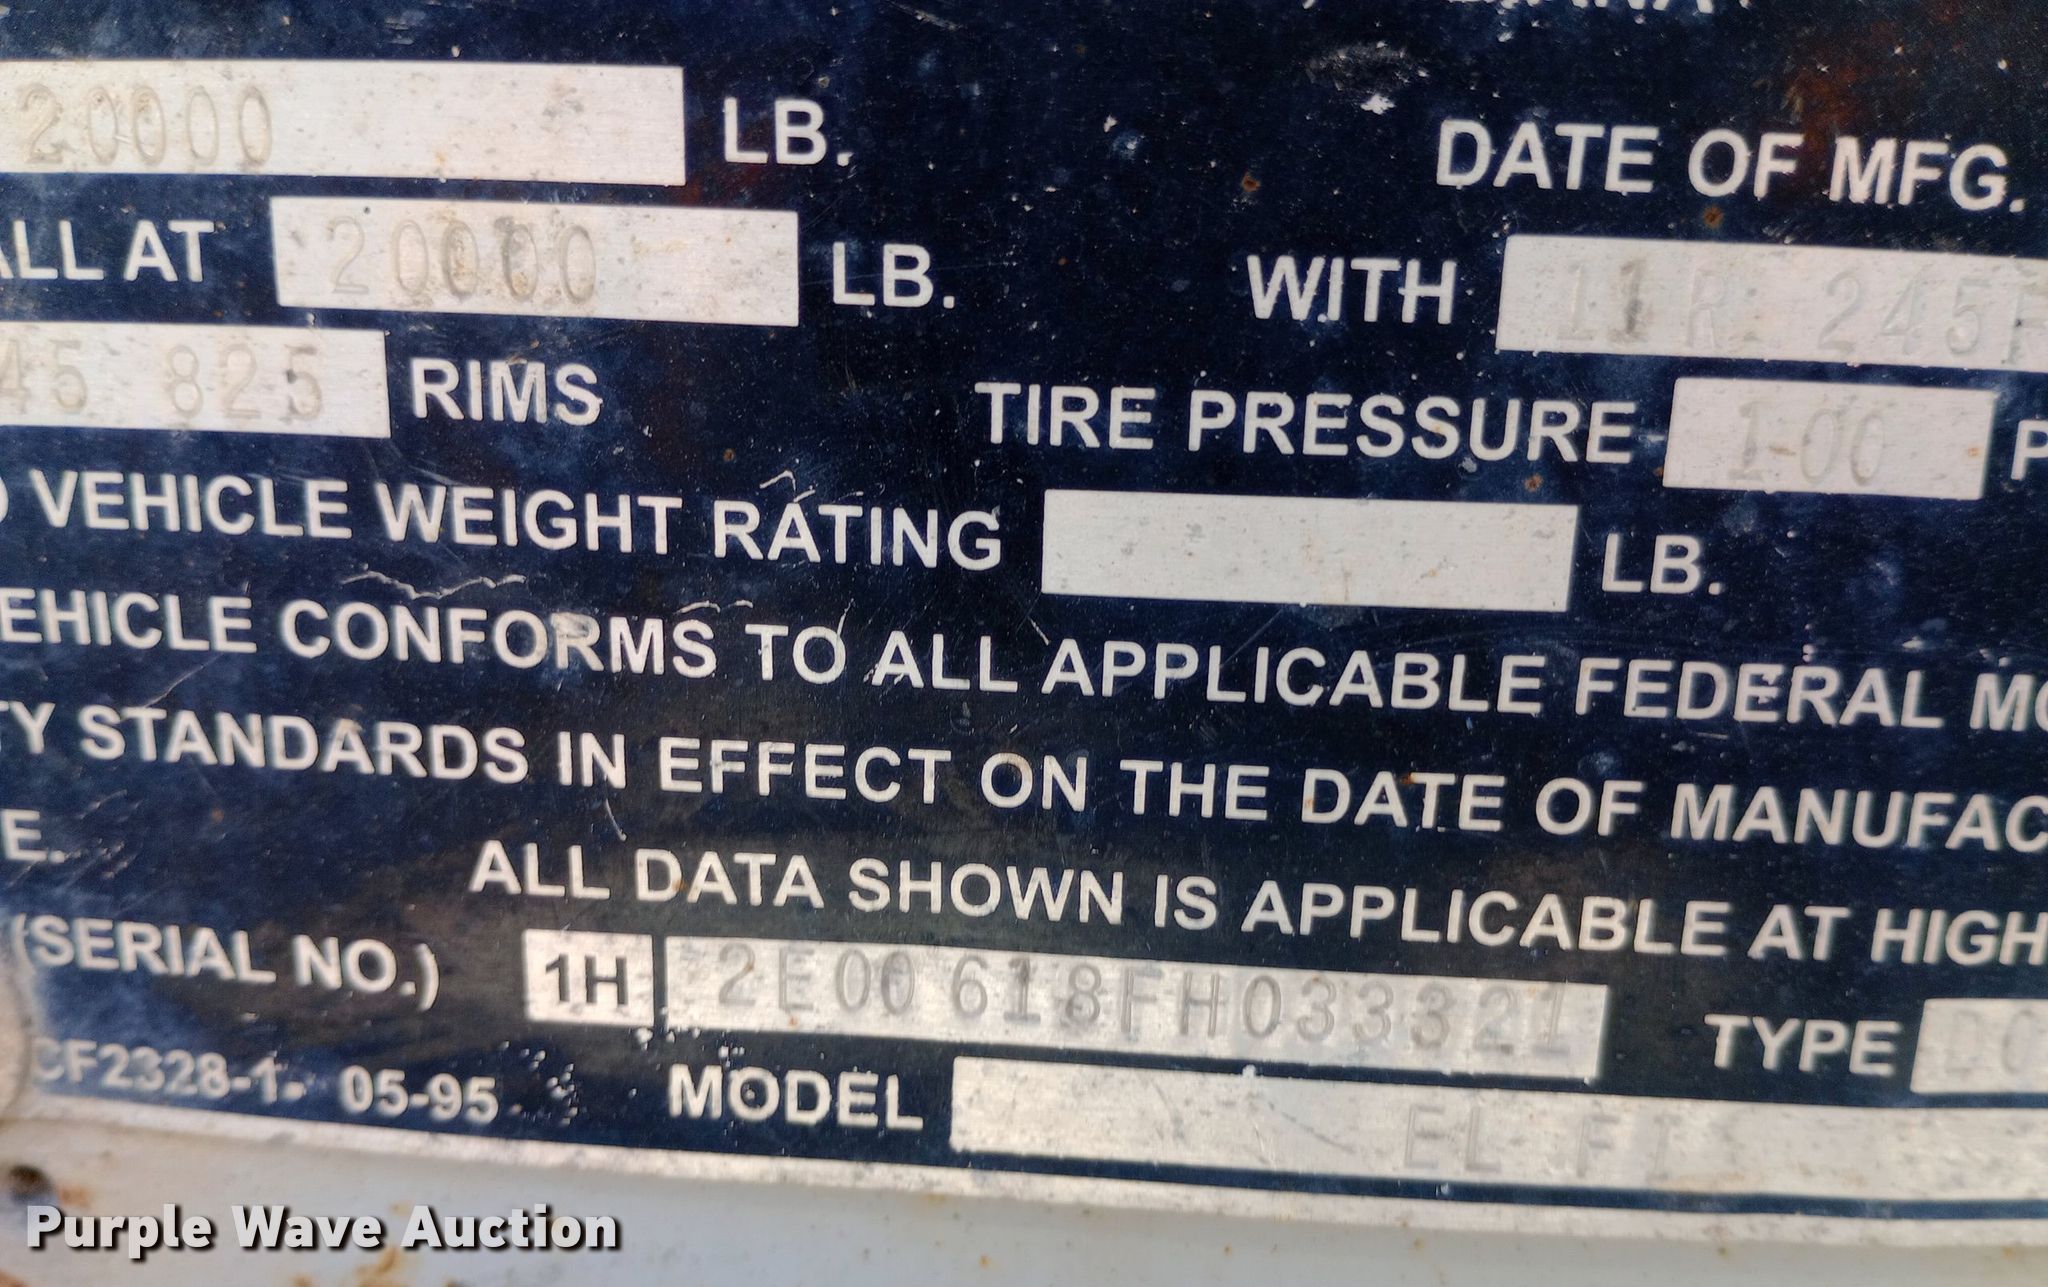 20000 LB. DATE OF MFG.
ALL AT 20000 LB. WITH 11R 245
45 825 RIMS TIRE PRESSURE 100 P
VEHICLE WEIGHT RATING LB.
EHICLE CONFORMS TO ALL APPLICABLE FEDERAL MO
TY STANDARDS IN EFFECT ON THE DATE OF MANUFAC
E.
ALL DATA SHOWN IS APPLICABLE AT HIGH
(SERIAL NO.) 1H 2E00618FH033321 TYPE
CF2328-1- 05-95 MODEL EL
Purple Wave Auction